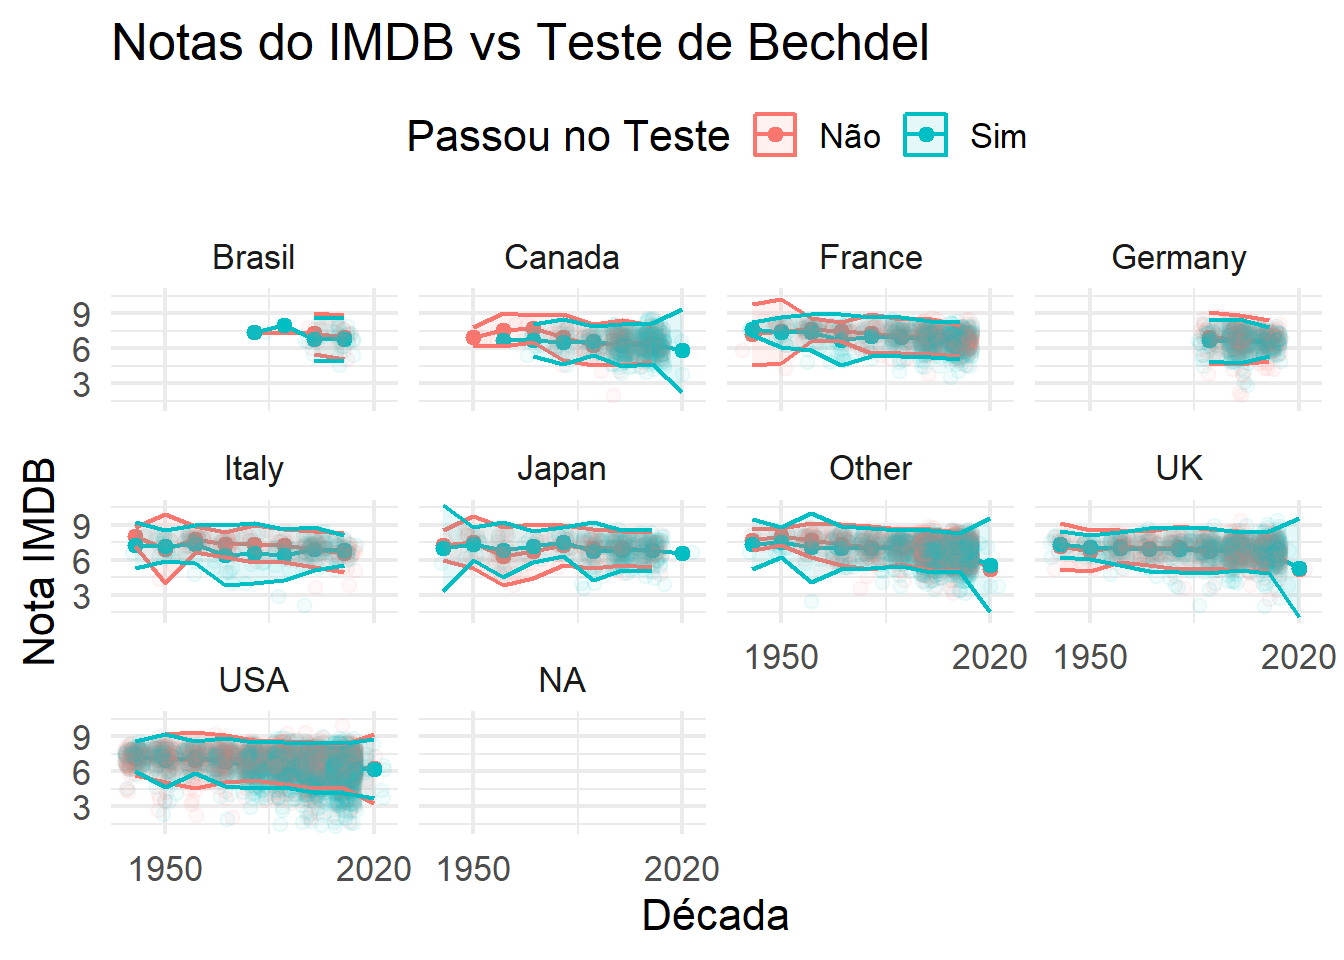 Notas do IMDB vs Teste de Bechdel
Passou no Teste Não Sim
Brasil Canada France Germany
9
6
3
Italy Japan Other UK
9
6
3
1950 2020 1950 2020
USA NA
9
6
3
1950 2020 1950 2020
Nota IMDB
Década